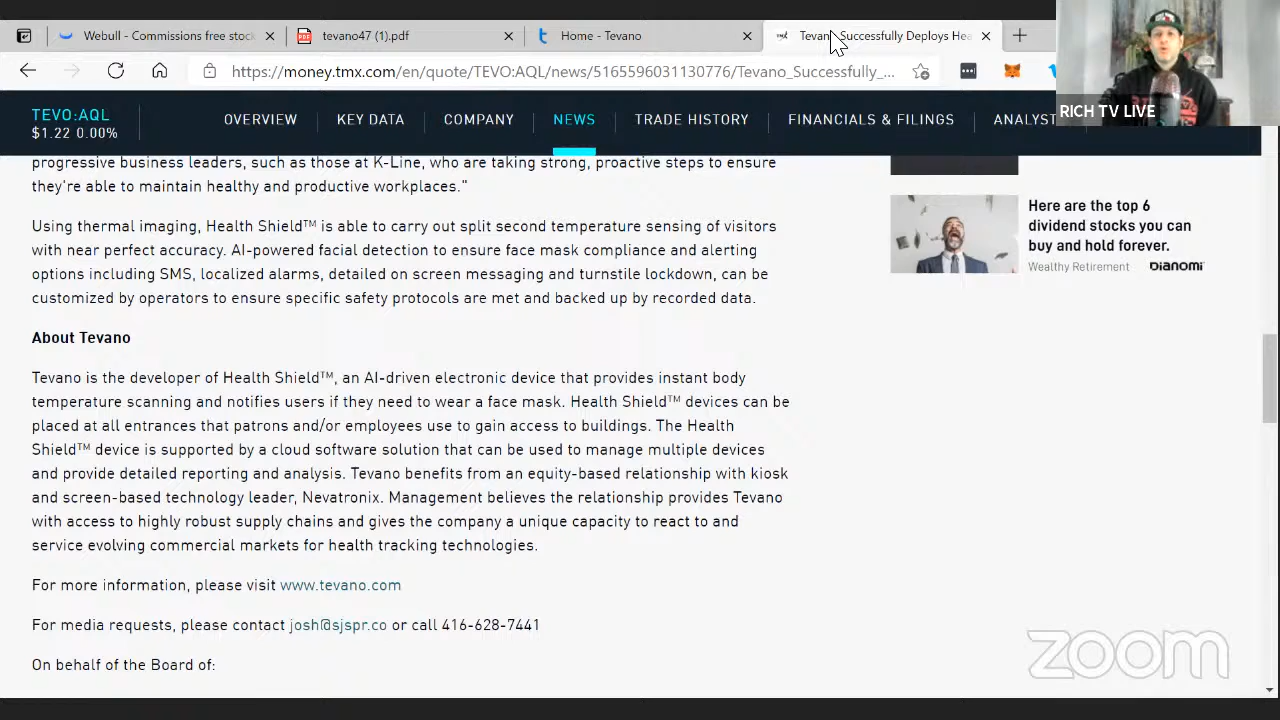 Webull - Commissions free stock
tevano47 (1).pdf
Home - Tevano
Successfully Deploys Hea
https://money.tmx.com/en/quote/TEVO:AQL/news/5165596031130776/Tevano_Successfully_...
RICH TV LIVE
TEVO:AQL
$1.22 0.00%
OVERVIEW
KEY DATA
COMPANY
NEWS
TRADE HISTORY
FINANCIALS & FILINGS
ANALYST
progressive business leaders, such as those at K-Line, who are taking strong, proactive steps to ensure
they're able to maintain healthy and productive workplaces."
Using thermal imaging, Health Shield™ is able to carry out split second temperature sensing of visitors
with near perfect accuracy. AI-powered facial detection to ensure face mask compliance and alerting
options including SMS, localized alarms, detailed on screen messaging and turnstile lockdown, can be
customized by operators to ensure specific safety protocols are met and backed up by recorded data.
About Tevano
Tevano is the developer of Health Shield™, an AI-driven electronic device that provides instant body
temperature scanning and notifies users if they need to wear a face mask. Health Shield™ devices can be
placed at all entrances that patrons and/or employees use to gain access to buildings. The Health
Shield™ device is supported by a cloud software solution that can be used to manage multiple devices
and provide detailed reporting and analysis. Tevano benefits from an equity-based relationship with kiosk
and screen-based technology leader, Nevatronix. Management believes the relationship provides Tevano
with access to highly robust supply chains and gives the company a unique capacity to react to and
service evolving commercial markets for health tracking technologies.
For more information, please visit www.tevano.com
For media requests, please contact josh@sjspr.co or call 416-628-7441
On behalf of the Board of:
Here are the top 6
dividend stocks you can
buy and hold forever.
Wealthy Retirement DIANOMI
zoom